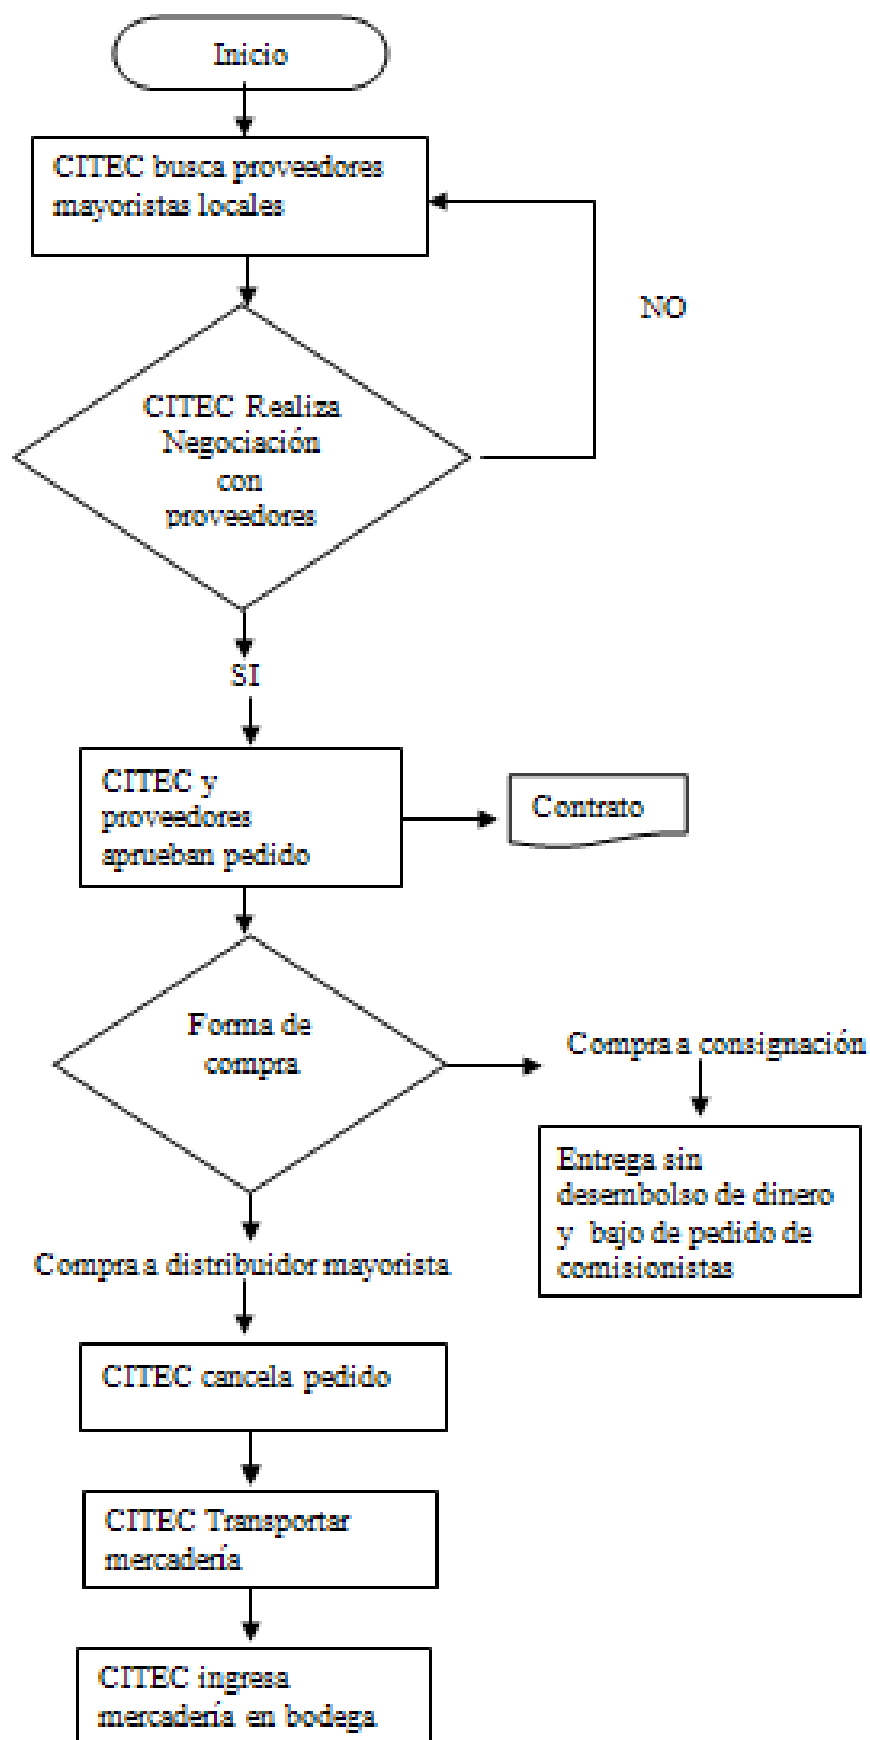 Inicio
CITEC busca proveedores
mayoristas locales
NO
CITEC Realiza
Negociación
con
proveedores
SI
CITEC y
proveedores
aprueban pedido
Contrato
Forma de
compra
Compra a consignación
Entrega sin
desembolso de dinero
y bajo de pedido de
comisionistas
Compra a distribuidor mayorista
CITEC cancela pedido
CITEC Transportar
mercadería
CITEC ingresa
mercadería en bodega